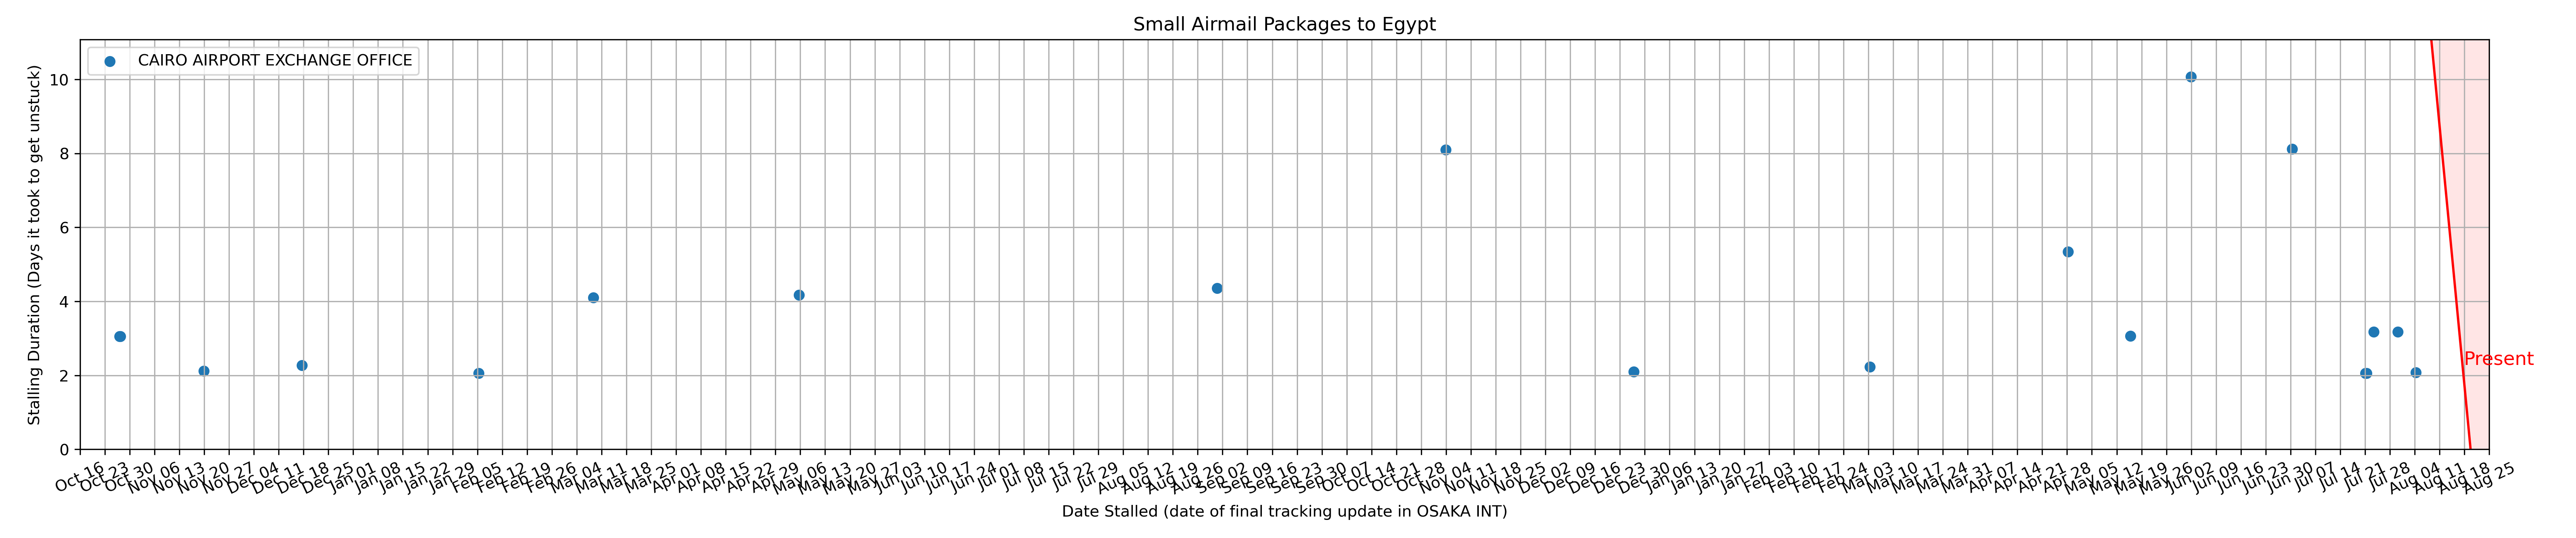 Small Airmail Packages to Egypt
CAIRO AIRPORT EXCHANGE OFFICE
Stalling Duration (Days it took to get unstuck)
10
8
6
4
2
0
Present
Oct 16 Oct 23 Oct 30 Nov 06 Nov 13 Nov 20 Nov 27 Dec 04 Dec 11 Dec 18 Dec 25 Jan 01 Jan 08 Jan 15 Jan 22 Jan 29 Feb 05 Feb 12 Feb 19 Feb 26 Mar 04 Mar 11 Mar 18 Mar 25 Apr 01 Apr 08 Apr 15 Apr 22 Apr 29 May 06 May 13 May 20 May 27 Jun 03 Jun 10 Jun 17 Jun 24 Jul 01 Jul 08 Jul 15 Jul 22 Jul 29 Aug 05 Aug 12 Aug 19 Aug 26 Sep 02 Sep 09 Sep 16 Sep 23 Sep 30 Oct 07 Oct 14 Oct 21 Oct 28 Nov 04 Nov 11 Nov 18 Nov 25 Dec 02 Dec 09 Dec 16 Dec 23 Dec 30 Jan 06 Jan 13 Jan 20 Jan 27 Feb 03 Feb 10 Feb 17 Feb 24 Mar 03 Mar 10 Mar 17 Mar 24 Mar 31 Apr 07 Apr 14 Apr 21 Apr 28 May 05 May 12 May 19 May 26 Jun 02 Jun 09 Jun 16 Jun 23 Jun 30 Jul 07 Jul 14 Jul 21 Jul 28 Aug 04 Aug 11 Aug 18 Aug 25
Date Stalled (date of final tracking update in OSAKA INT)